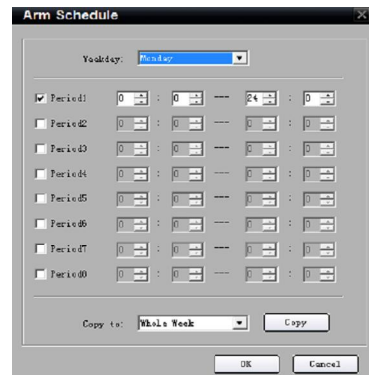 Arm Schedule
Weekday: Monday
Period1 0 : 0 --- 24 : 0
Period2 0 : 0 --- 0 : 0
Period3 0 : 0 --- 0 : 0
Period4 0 : 0 --- 0 : 0
Period5 0 : 0 --- 0 : 0
Period6 0 : 0 --- 0 : 0
Period7 0 : 0 --- 0 : 0
Period8 0 : 0 --- 0 : 0
Copy to: Whole Week Copy
OK Cancel